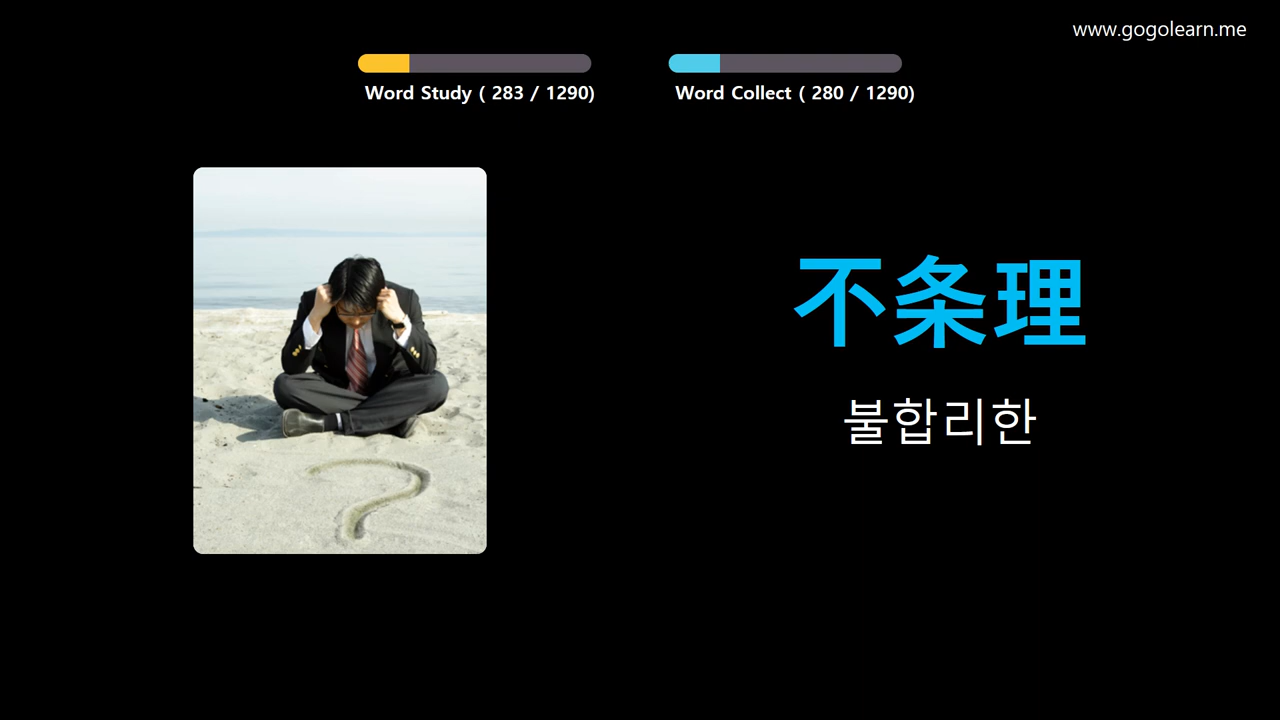 www.gogolearn.me
Word Study ( 283 / 1290)
Word Collect ( 280 / 1290)
不条理
불합리한
?